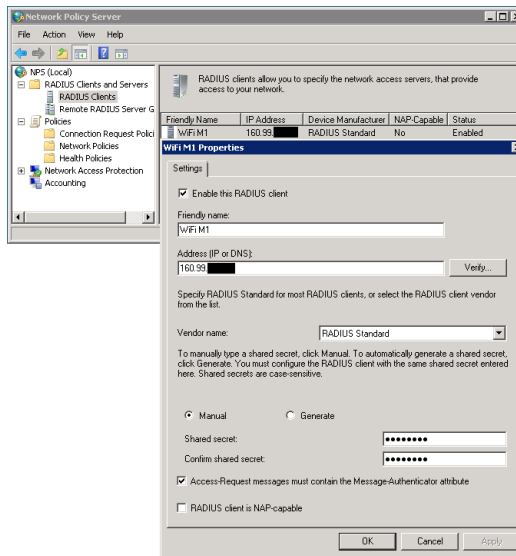 Network Policy Server
File Action View Help
NPS (Local)
RADIUS Clients and Servers
RADIUS Clients
Remote RADIUS Server G
Policies
Connection Request Polici
Network Policies
Health Policies
Network Access Protection
Accounting
RADIUS clients allow you to specify the network access servers, that provide
access to your network.
Friendly Name IP Address Device Manufacturer NAP-Capable Status
WiFi M1 160.99. RADIUS Standard No Enabled
WiFi M1 Properties
Settings
Enable this RADIUS client
Friendly name:
WiFi M1
Address (IP or DNS):
160.99.
Verify...
Specify RADIUS Standard for most RADIUS clients, or select the RADIUS client vendor
from the list.
Vendor name: RADIUS Standard
To manually type a shared secret, click Manual. To automatically generate a shared secret,
click Generate. You must configure the RADIUS client with the same shared secret entered
here. Shared secrets are case-sensitive.
Manual Generate
Shared secret: ●●●●●●●●
Confirm shared secret: ●●●●●●●●
Access-Request messages must contain the Message-Authenticator attribute
RADIUS client is NAP-capable
OK Cancel Apply